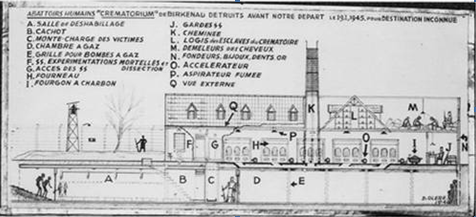 ABATTOIRS HUMAINS "CREMATORIUM" DE BIRKENAU DETRUITS AVANT NOTRE DEPART LE 19.1.1945, POUR DESTINATION INCONNUE
A. SALLE DE DESHABILLAGE
B. CACHOT
C. MONTE-CHARGE DES VICTIMES
D. CHAMBRE A GAZ
E. GRILLE POUR BOMBES A GAZ
F. SS. EXPERIMENTATIONS MORTELLES ET DISSECTION
G. ACCES DES SS
H. FOURNEAU
I. FOURGON A CHARBON
J. GARDES SS
K. CHEMINEE
L. LOGIS DES ESCLAVES DU CREMATOIRE
M. DEMELEURS DES CHEVEUX
N. FONDEURS, BIJOUX, DENTS, OR
O. ACCELERATEUR
P. ASPIRATEUR FUMEE
Q VUE EXTERNE
Q
K
L
M
F
G
H
P
O
J
A
B
C
D
E
D. OLERE